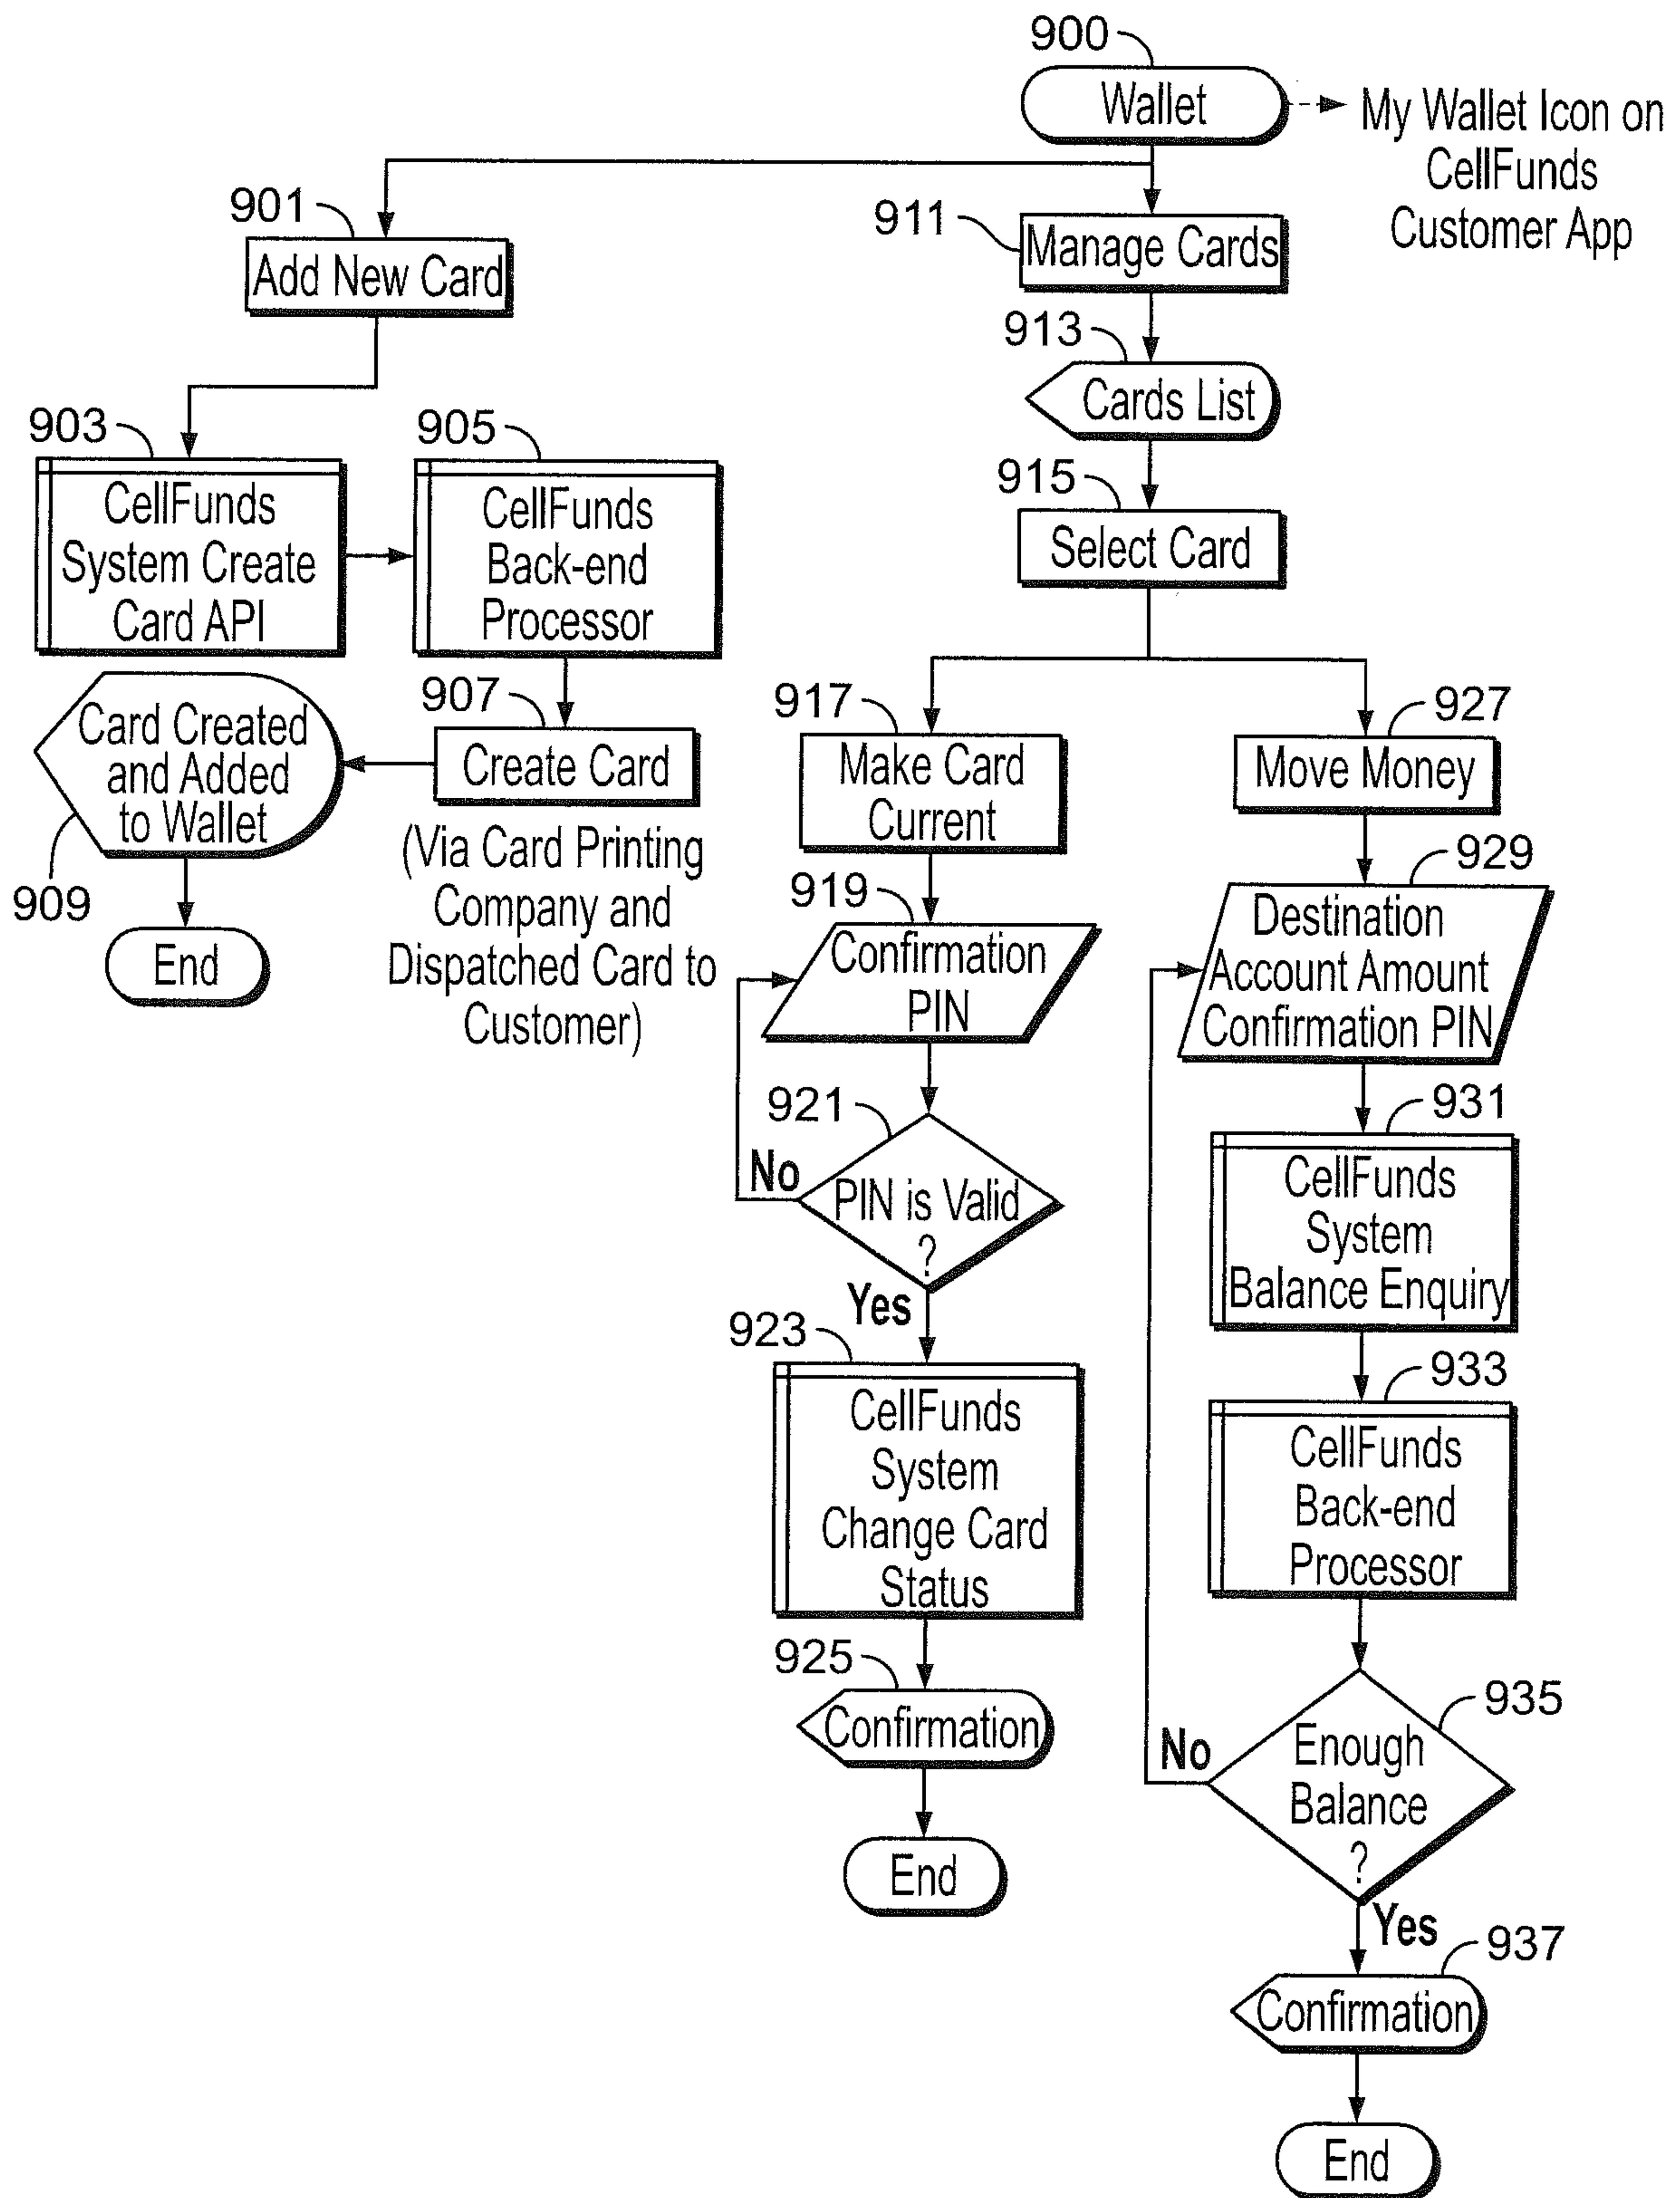 900
Wallet
My Wallet Icon on
CellFunds
Customer App
901
Add New Card
911
Manage Cards
913
Cards List
915
Select Card
903
CellFunds
System Create
Card API
905
CellFunds
Back-end
Processor
907
Create Card
(Via Card Printing
Company and
Dispatched Card to
Customer)
Card Created
and Added
to Wallet
909
End
917
Make Card
Current
919
Confirmation
PIN
921
PIN is Valid
?
No
Yes
923
CellFunds
System
Change Card
Status
925
Confirmation
End
927
Move Money
929
Destination
Account Amount
Confirmation PIN
931
CellFunds
System
Balance Enquiry
933
CellFunds
Back-end
Processor
935
Enough
Balance
?
No
Yes
937
Confirmation
End